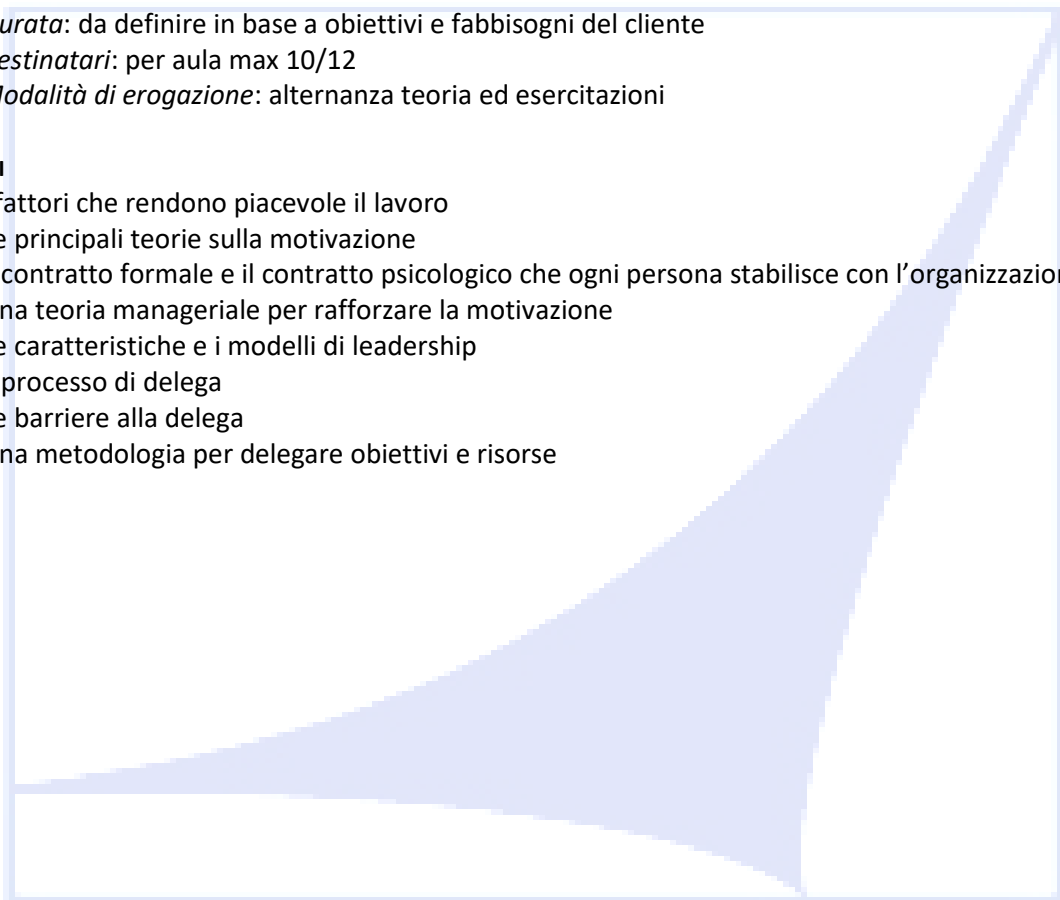 urata: da definire in base a obiettivi e fabbisogni del cliente
estinatari: per aula max 10/12
odalità di erogazione: alternanza teoria ed esercitazioni
fattori che rendono piacevole il lavoro
e principali teorie sulla motivazione
contratto formale e il contratto psicologico che ogni persona stabilisce con l’organizzazio
na teoria manageriale per rafforzare la motivazione
e caratteristiche e i modelli di leadership
processo di delega
e barriere alla delega
na metodologia per delegare obiettivi e risorse